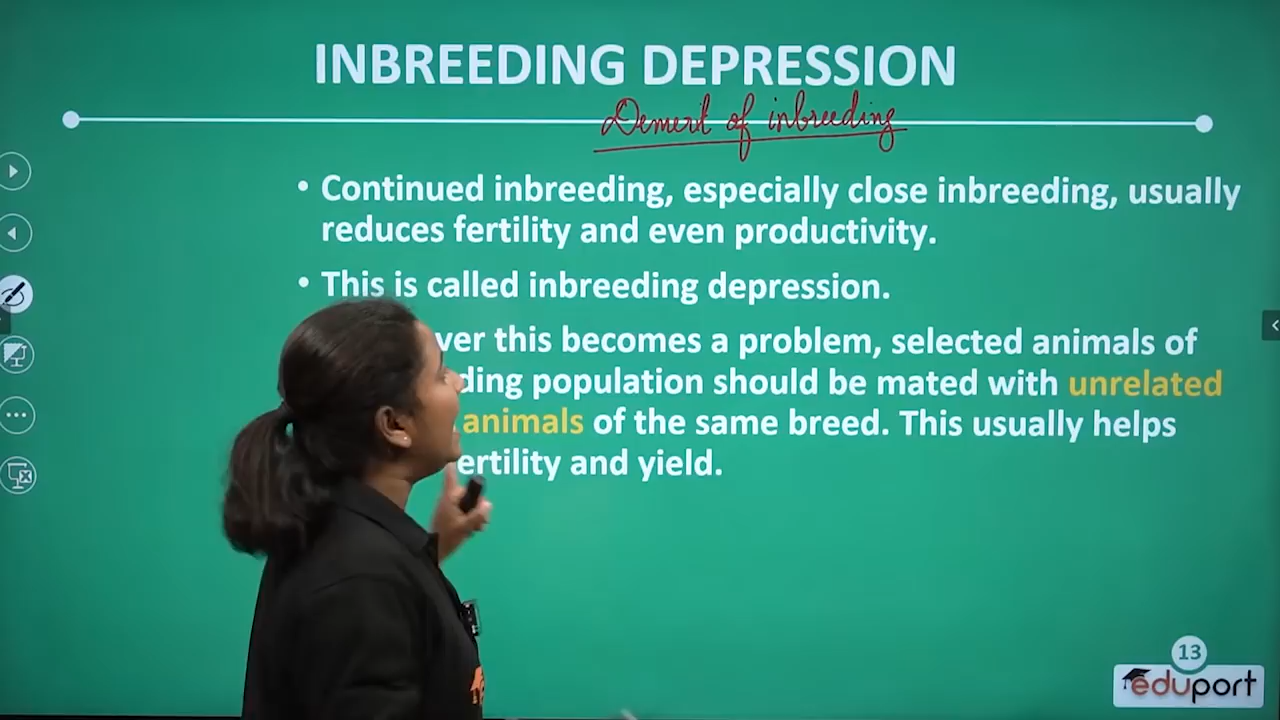 INBREEDING DEPRESSION
Demerit of inbreeding
• Continued inbreeding, especially close inbreeding, usually
reduces fertility and even productivity.
• This is called inbreeding depression.
ver this becomes a problem, selected animals of
ding population should be mated with unrelated
animals of the same breed. This usually helps
ertility and yield.
13
eduport